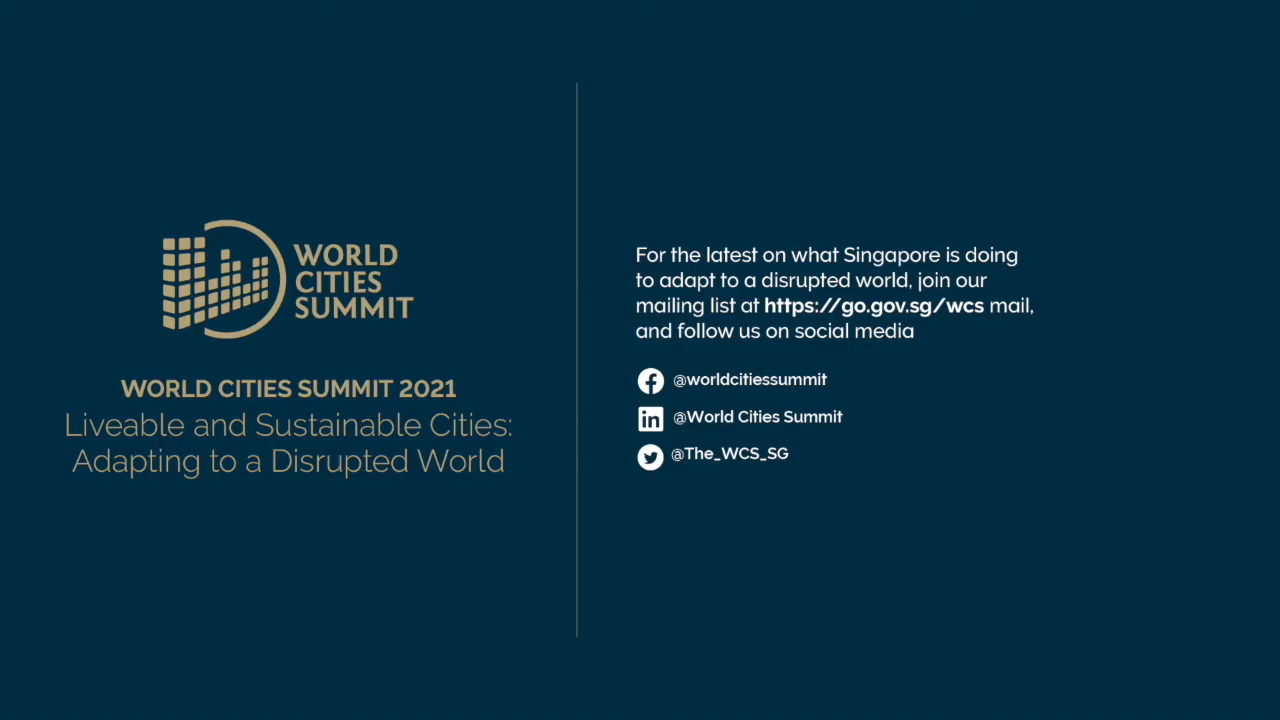 WORLD
CITIES
SUMMIT
WORLD CITIES SUMMIT 2021
Liveable and Sustainable Cities:
Adapting to a Disrupted World
For the latest on what Singapore is doing
to adapt to a disrupted world, join our
mailing list at https://go.gov.sg/wcs mail,
and follow us on social media
@worldcitiessummit
@World Cities Summit
@The_WCS_SG